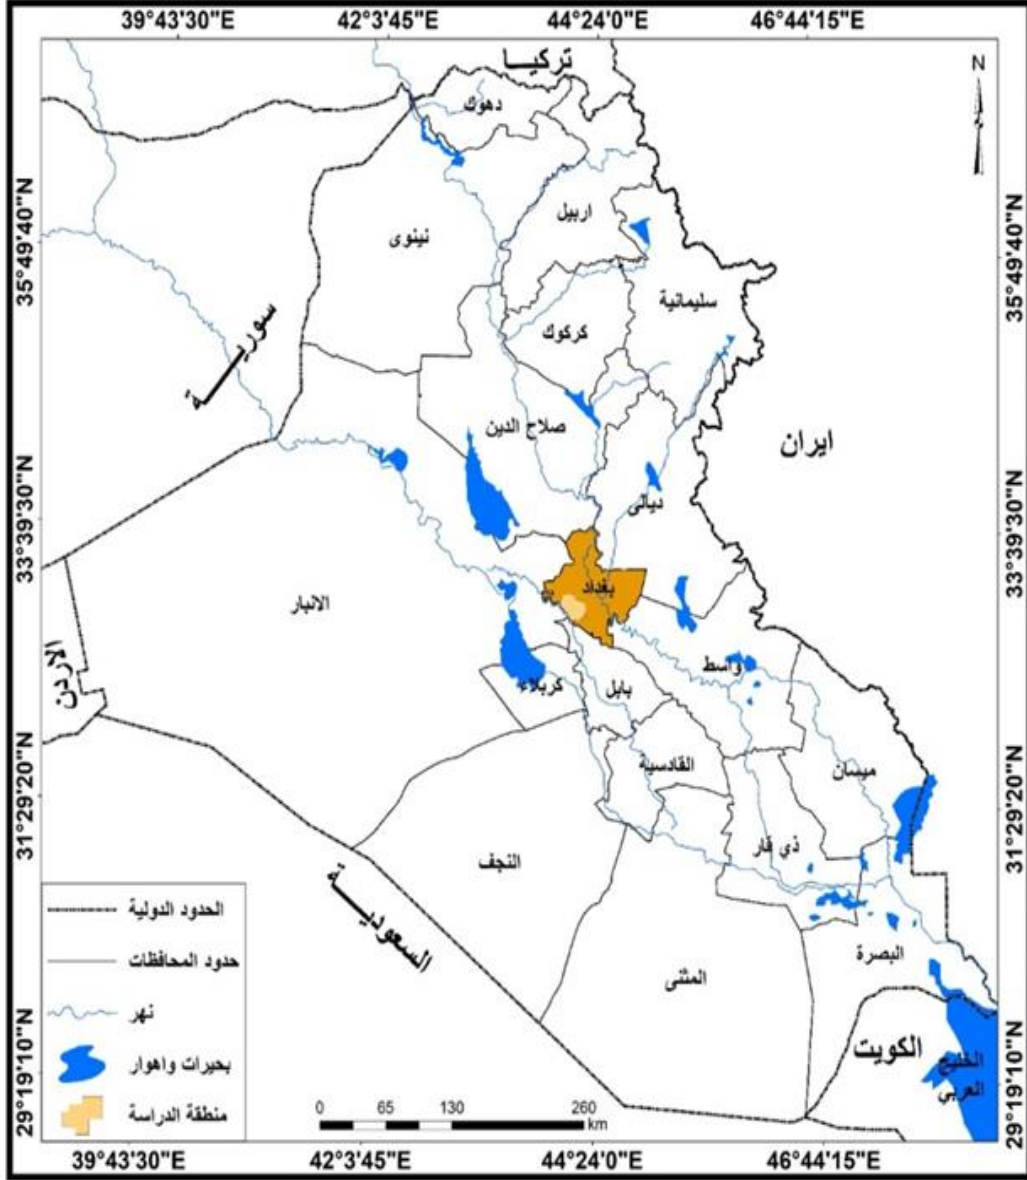 39°43'30"E
42°3'45"E
44°24'0"E
46°44'15"E
N
تركيـــا
دهوك
اربيل
نينوى
35°49'40"N
35°49'40"N
سليمانية
كركوك
سوريــــــة
صلاح الدين
ايران
ديالى
33°39'30"N
33°39'30"N
بغداد
الانبار
واسط
الاردن
كربلاء
بابل
القادسية
ميسان
31°29'20"N
31°29'20"N
ذي قار
النجف
السعوديـــــــة
البصرة
المثنى
الكويت
الخليج
العربي
29°19'10"N
29°19'10"N
الحدود الدولية
حدود المحافظات
نهر
بحيرات واهوار
منطقة الدراسة
0 65 130 260
km
39°43'30"E
42°3'45"E
44°24'0"E
46°44'15"E